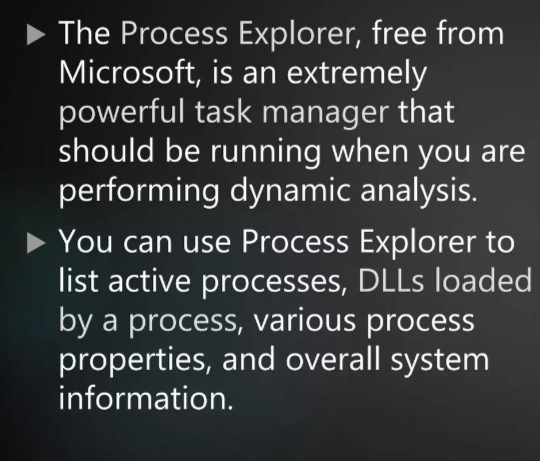 The Process Explorer, free from
Microsoft, is an extremely
powerful task manager that
should be running when you are
performing dynamic analysis.
You can use Process Explorer to
list active processes, DLLs loaded
by a process, various process
properties, and overall system
information.